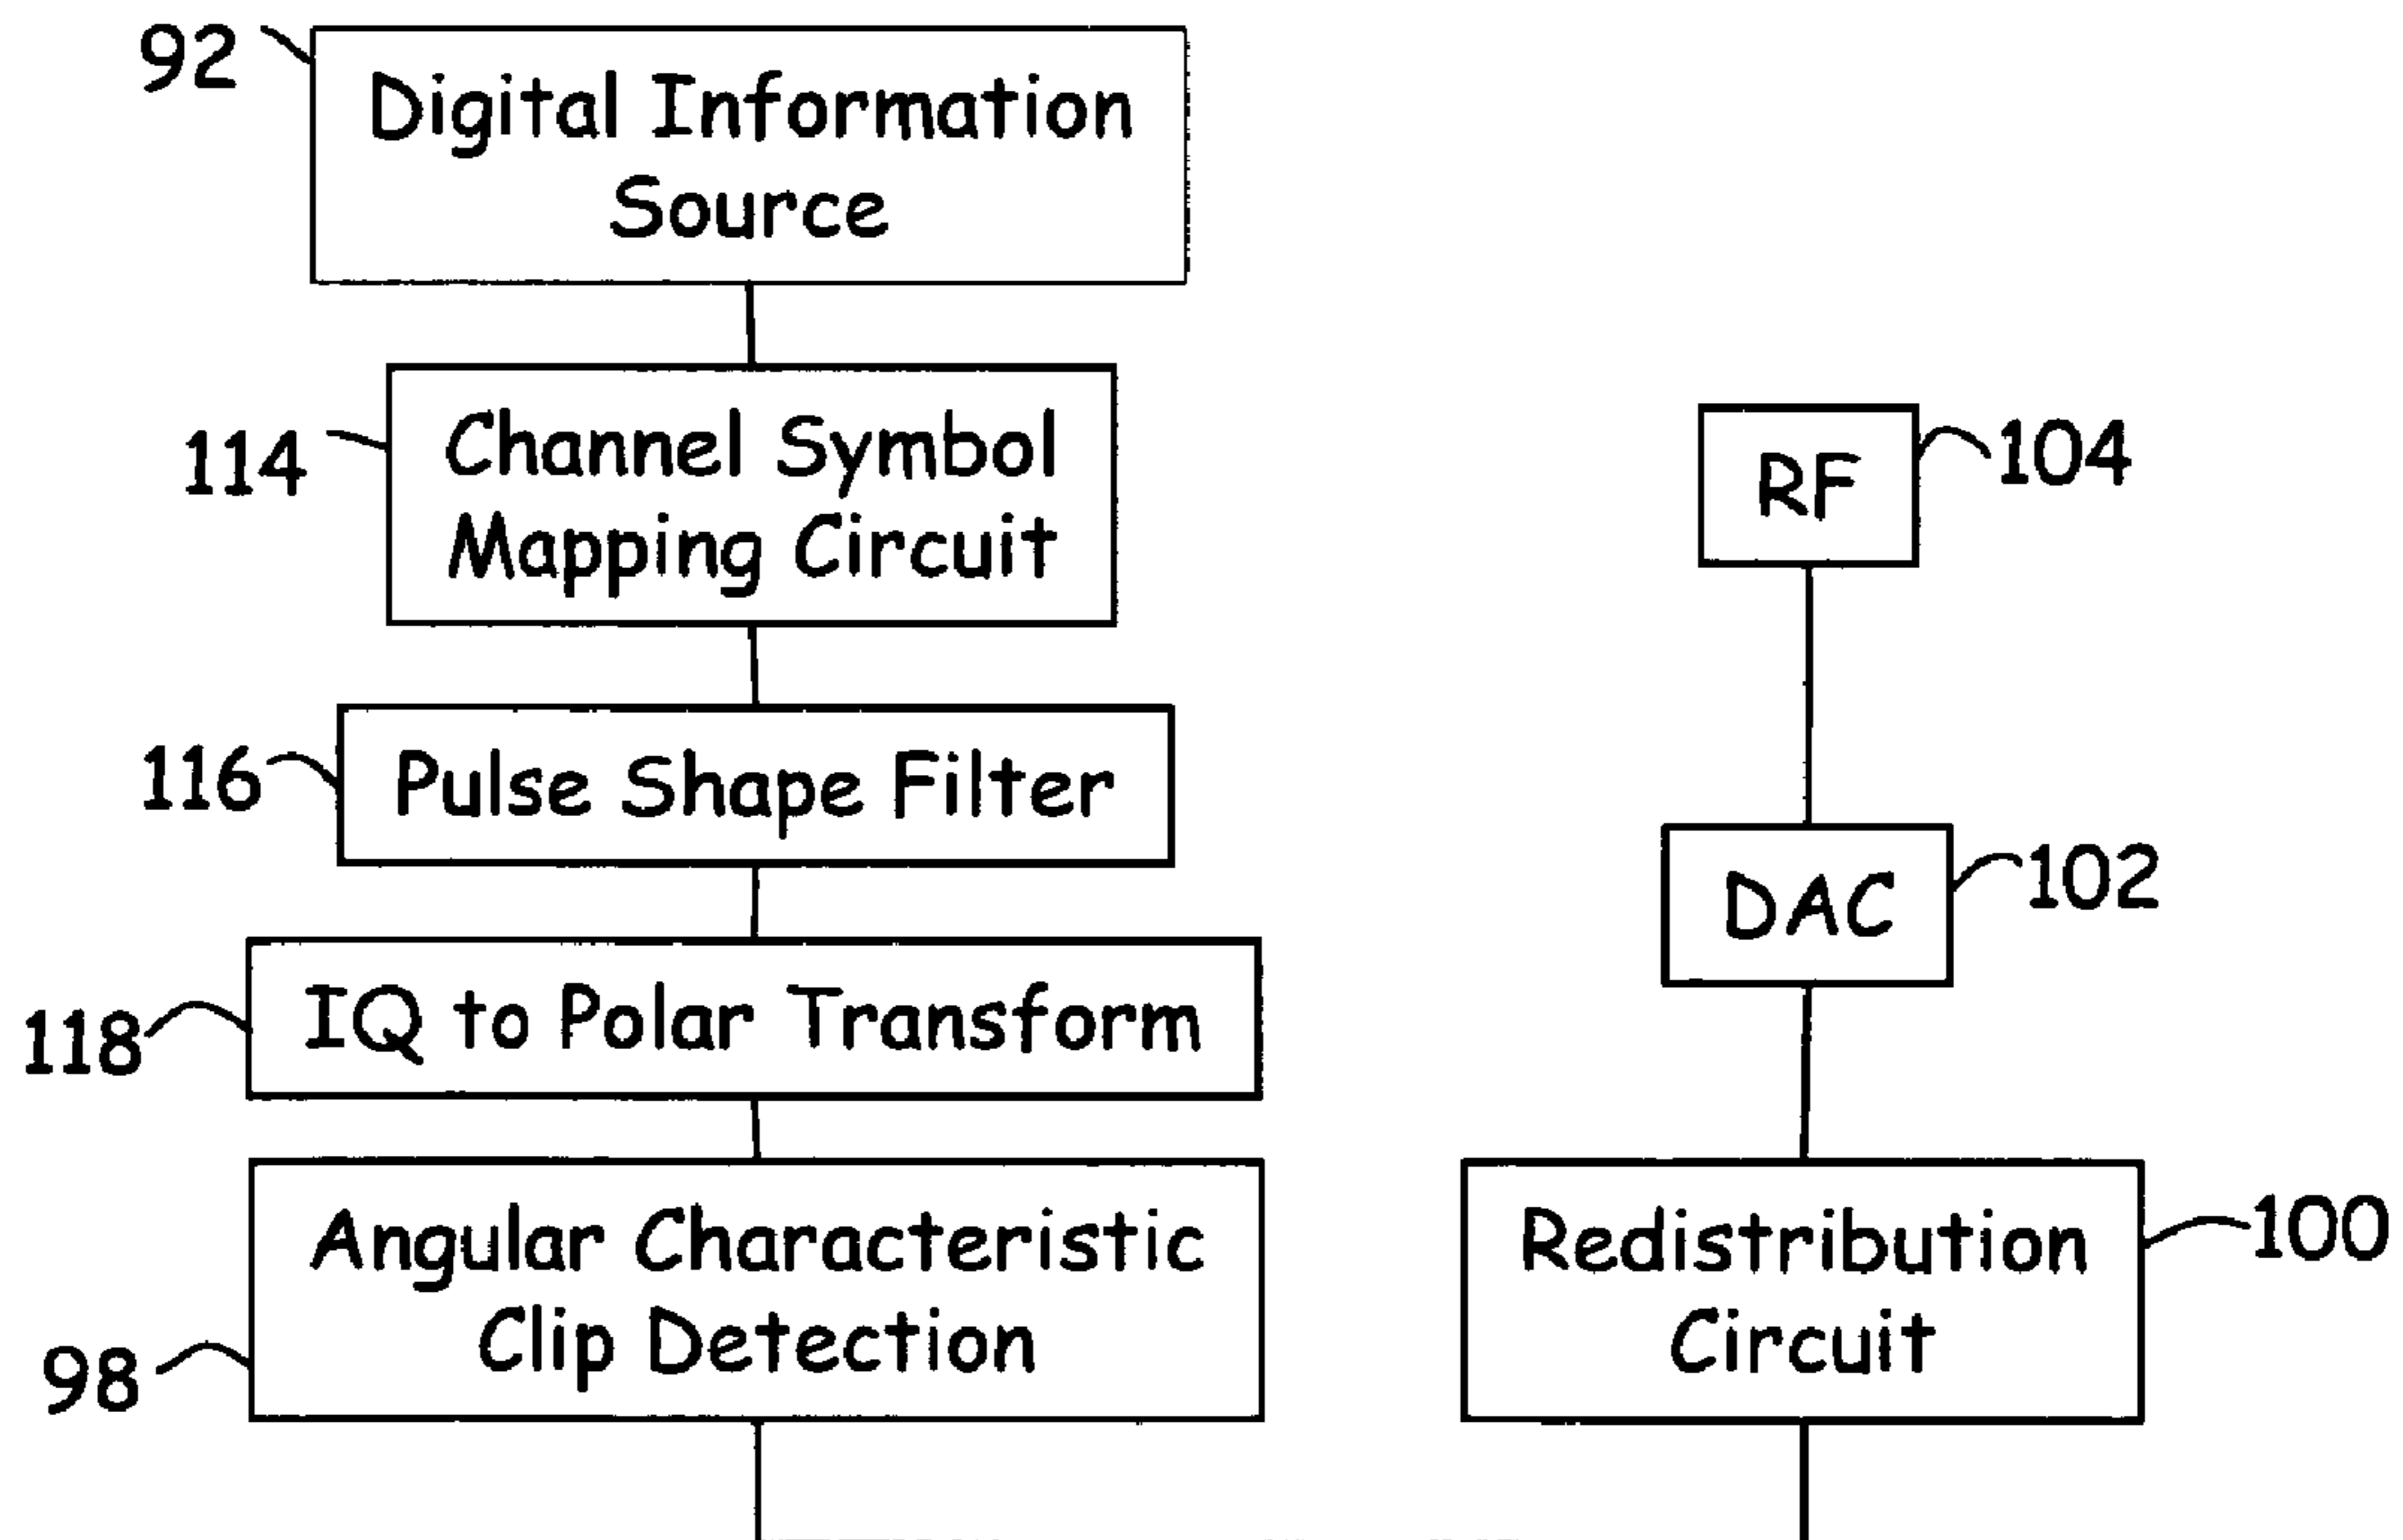 92
Digital Information
Source
114
Channel Symbol
Mapping Circuit
116
Pulse Shape Filter
118
IQ to Polar Transform
98
Angular Characteristic
Clip Detection
RF
104
DAC
102
Redistribution
Circuit
100